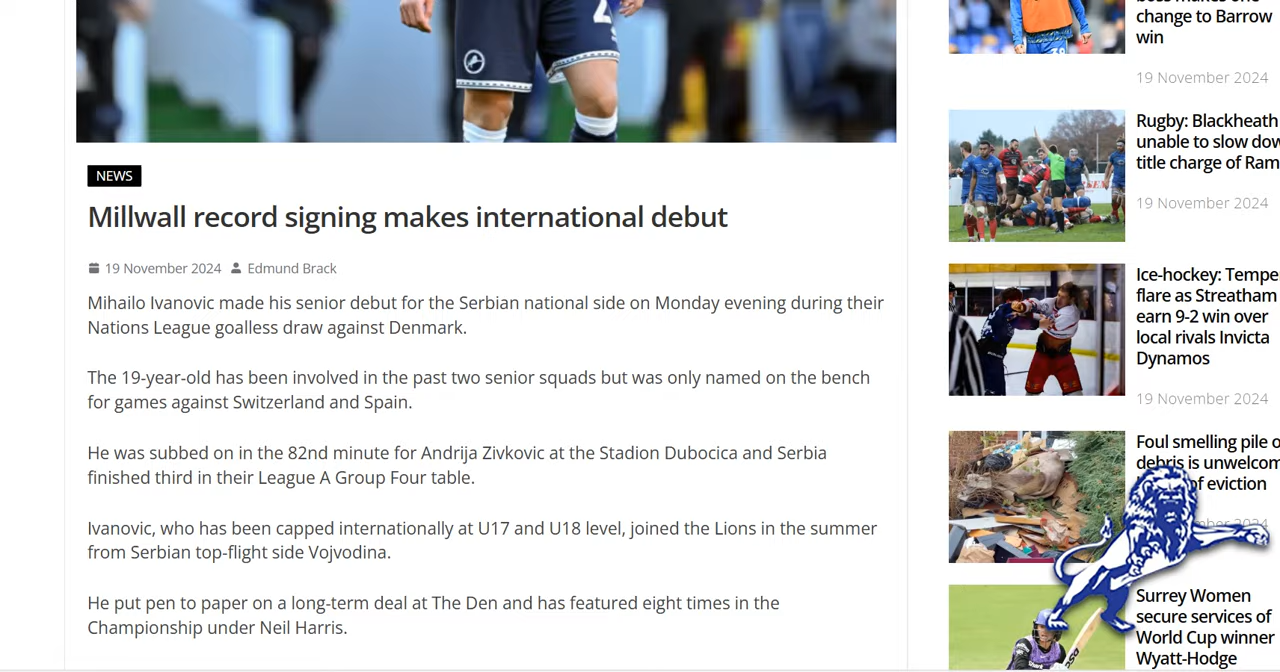 NEWS
Millwall record signing makes international debut
19 November 2024 Edmund Brack
Mihailo Ivanovic made his senior debut for the Serbian national side on Monday evening during their
Nations League goalless draw against Denmark.
The 19-year-old has been involved in the past two senior squads but was only named on the bench
for games against Switzerland and Spain.
He was subbed on in the 82nd minute for Andrija Zivkovic at the Stadion Dubocica and Serbia
finished third in their League A Group Four table.
Ivanovic, who has been capped internationally at U17 and U18 level, joined the Lions in the summer
from Serbian top-flight side Vojvodina.
He put pen to paper on a long-term deal at The Den and has featured eight times in the
Championship under Neil Harris.
boss makes one
change to Barrow
win
19 November 2024
Rugby: Blackheath
unable to slow
title charge of
19 November 2024
Ice-hockey:
flare as Streatham
earn 9-2 win over
local rivals Invicta
Dynamos
19 November 2024
Foul smelling pile
debris is
of eviction
2024
Surrey Women
secure services of
World Cup winner
Wyatt-Hodge